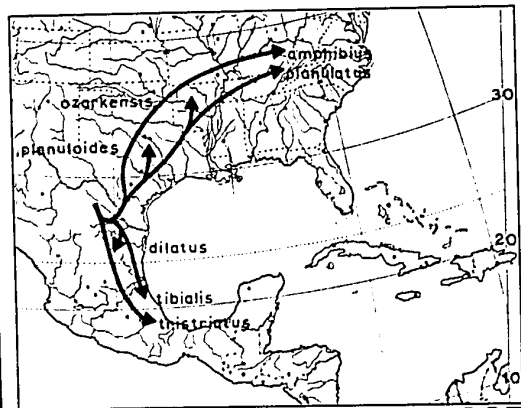 amphibius
planulatus
ozarkensis
30
planuloides
dilatus
20
tibialis
tristriatus
10